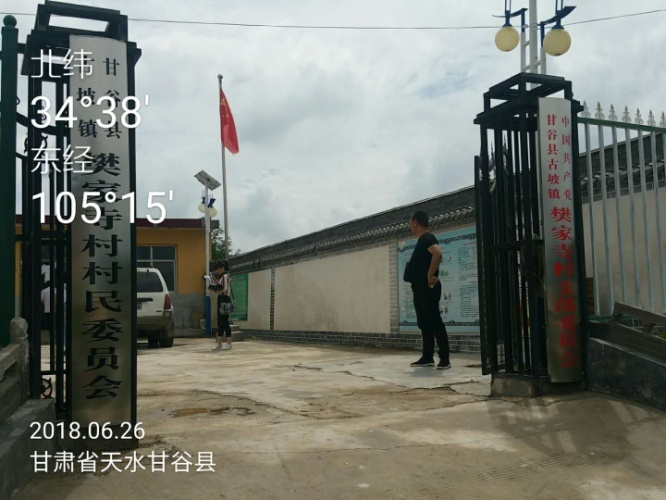 北纬
34°38'
东经
105°15'
甘谷县
古坡镇
樊家寺村村民委员会
中国共产党
甘谷县古坡镇
樊家寺村
2018.06.26
甘肃省天水甘谷县